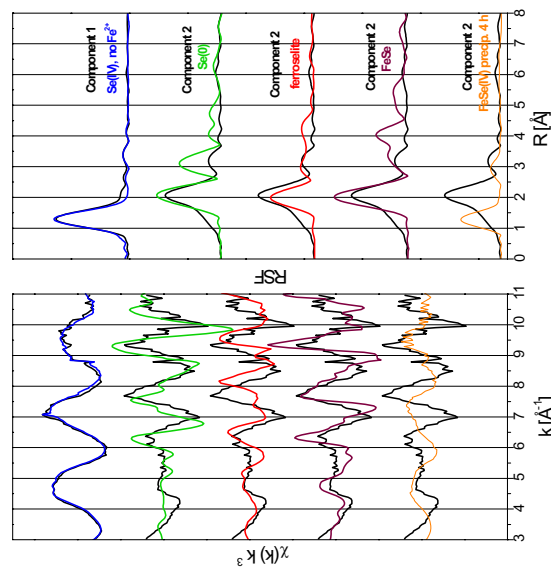 χ(k) k³
3 4 5 6 7 8 9 10 11
k [Å⁻¹]
RSF
Component 1
Se(IV), no Fe²⁺
Component 2
Se(0)
Component 2
ferroselite
Component 2
FeSe
Component 2
FeSe(IV) precip. 4 h
0 1 2 3 4 5 6 7 8
R [Å]